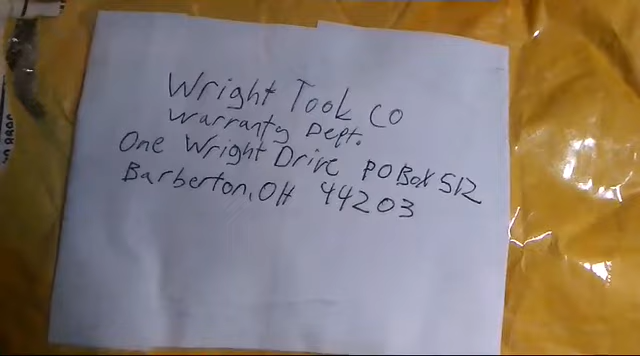 Wright Took CO
Warranty Dept.
One Wright Drive PO Box 512
Barberton, OH 44203